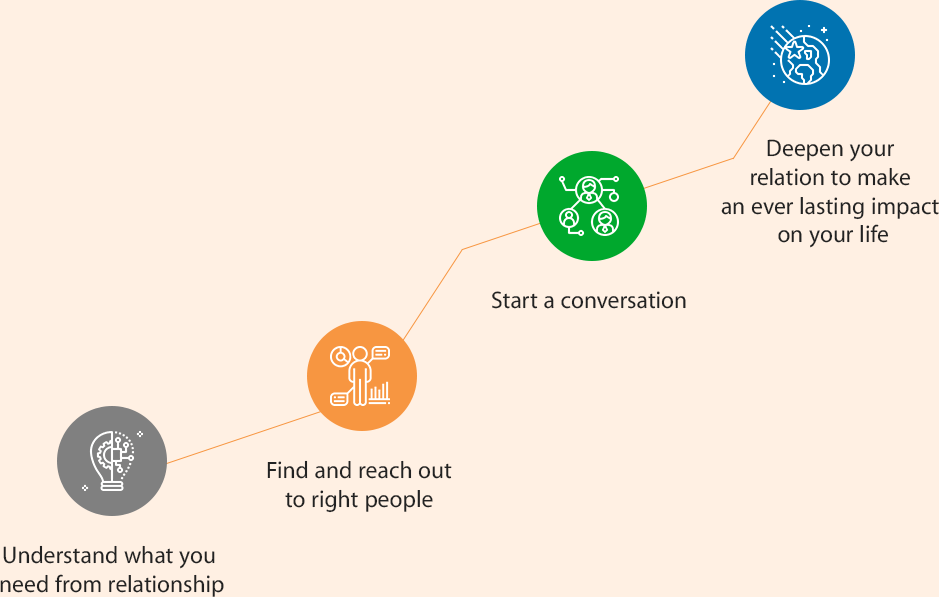 Deepen your
relation to make
an ever lasting impact
on your life
Start a conversation
Find and reach out
to right people
Understand what you
need from relationship